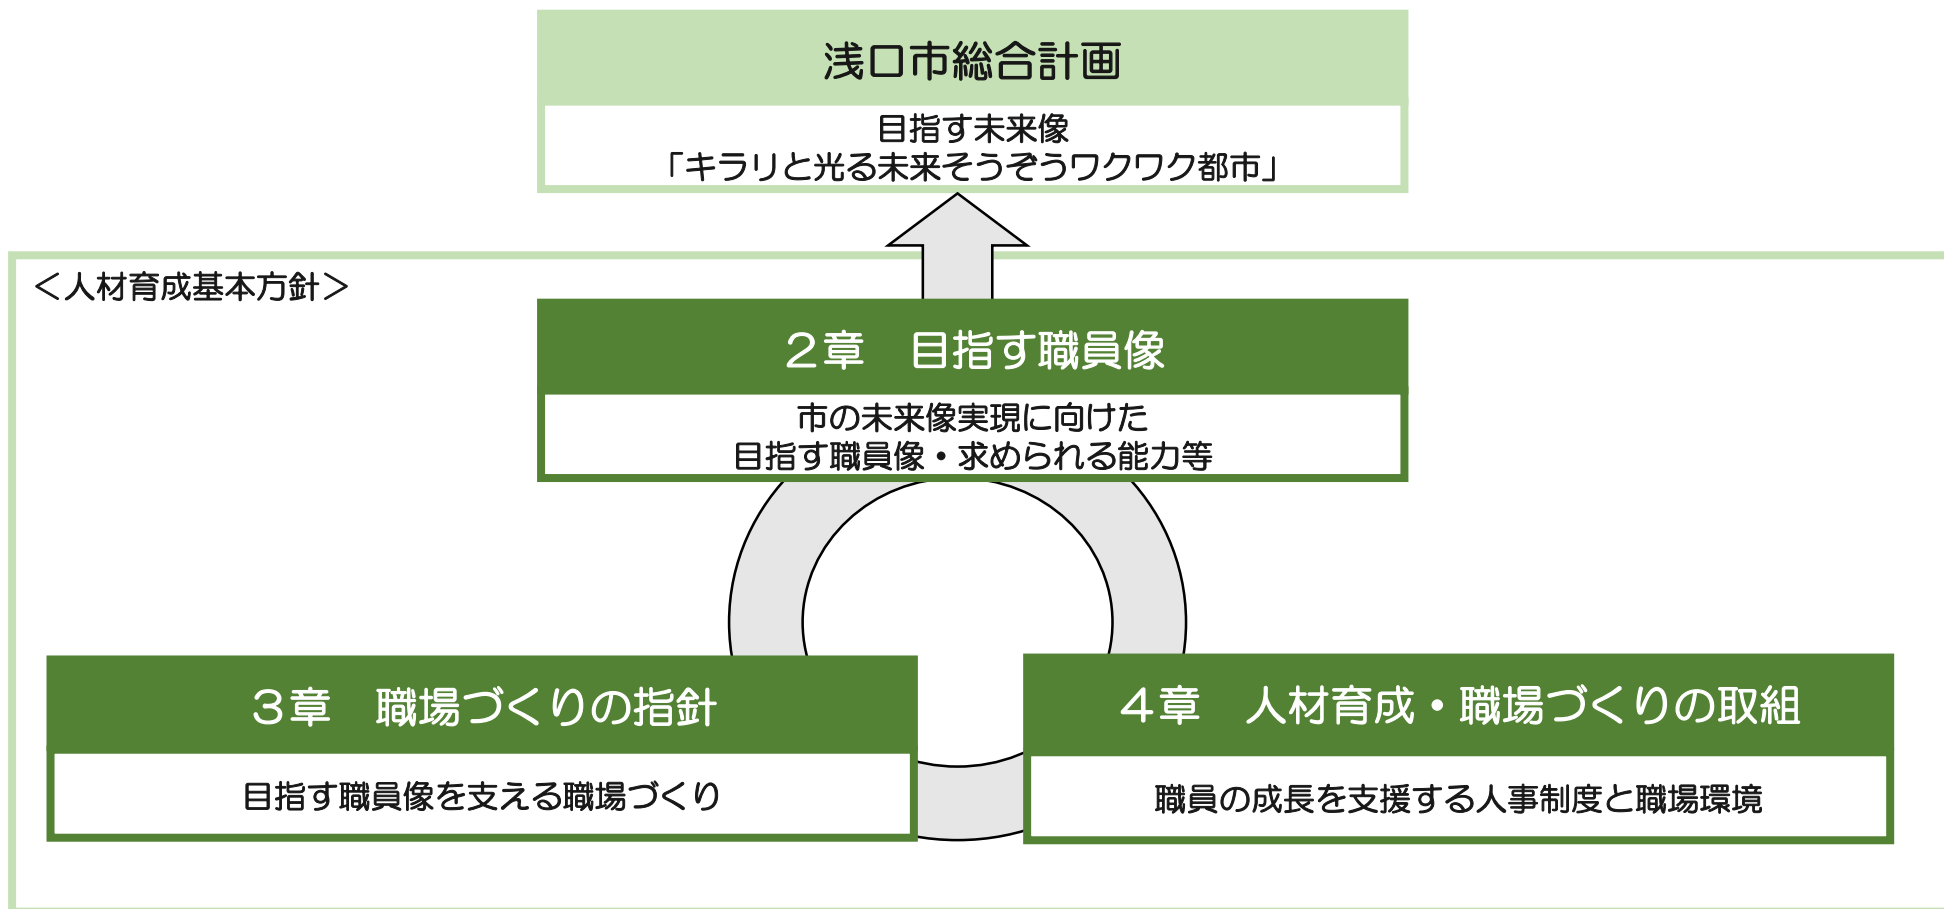 浅口市総合計画
目指す未来像
「キラリと光る未来そうぞうワクワク都市」
＜人材育成基本方針＞
２章　目指す職員像
市の未来像実現に向けた
目指す職員像・求められる能力等
３章　職場づくりの指針
目指す職員像を支える職場づくり
４章　人材育成・職場づくりの取組
職員の成長を支援する人事制度と職場環境